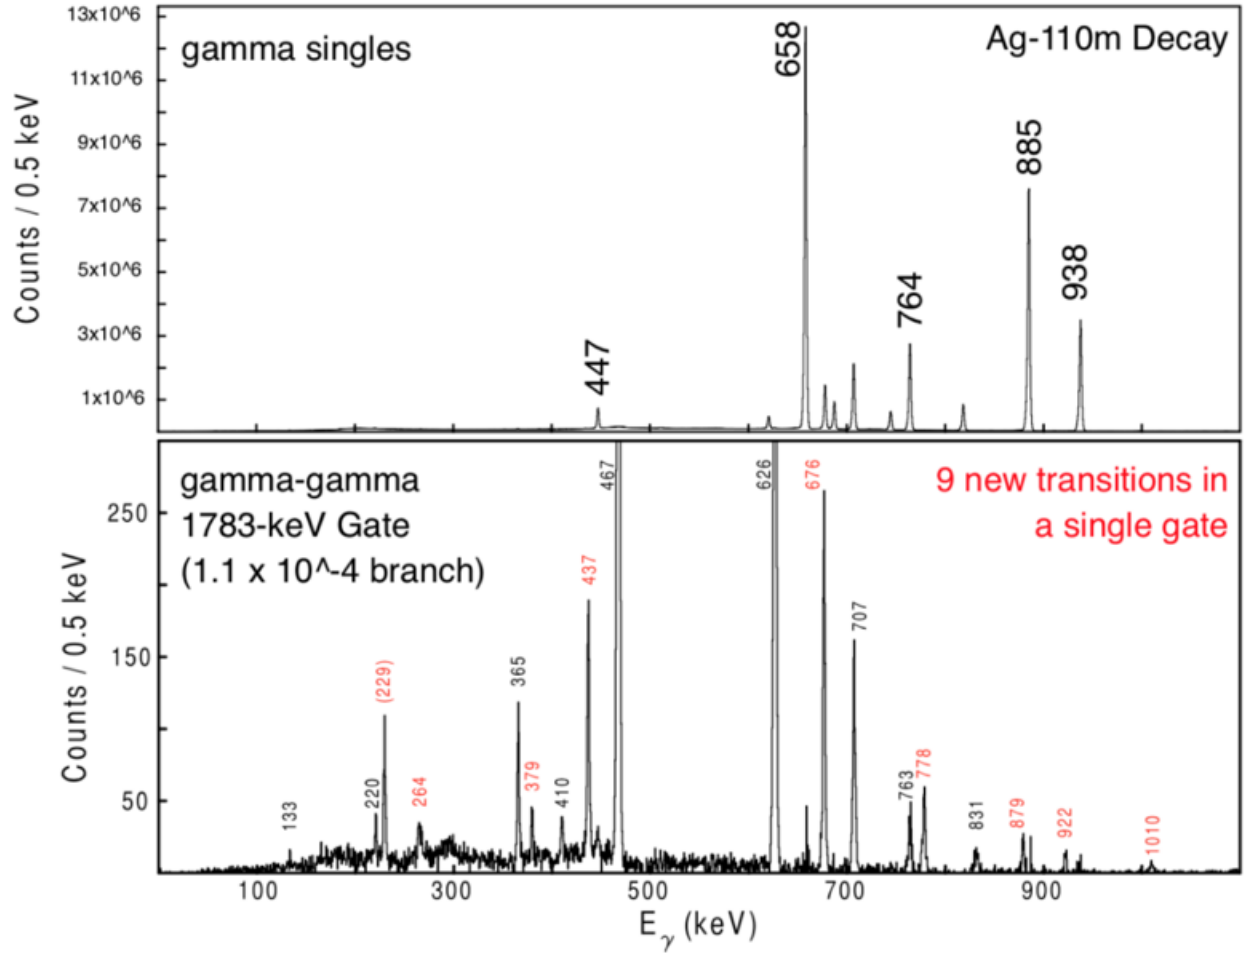 gamma singles
Ag-110m Decay
13x10^6
11x10^6
9x10^6
7x10^6
5x10^6
3x10^6
1x10^6
Counts / 0.5 keV
447
658
764
885
938
gamma-gamma
1783-keV Gate
(1.1 x 10^-4 branch)
9 new transitions in
a single gate
250
150
50
Counts / 0.5 keV
133
220
(229)
264
365
379
410
437
467
626
676
707
763
778
831
879
922
1010
100
300
500
700
900
Eγ (keV)